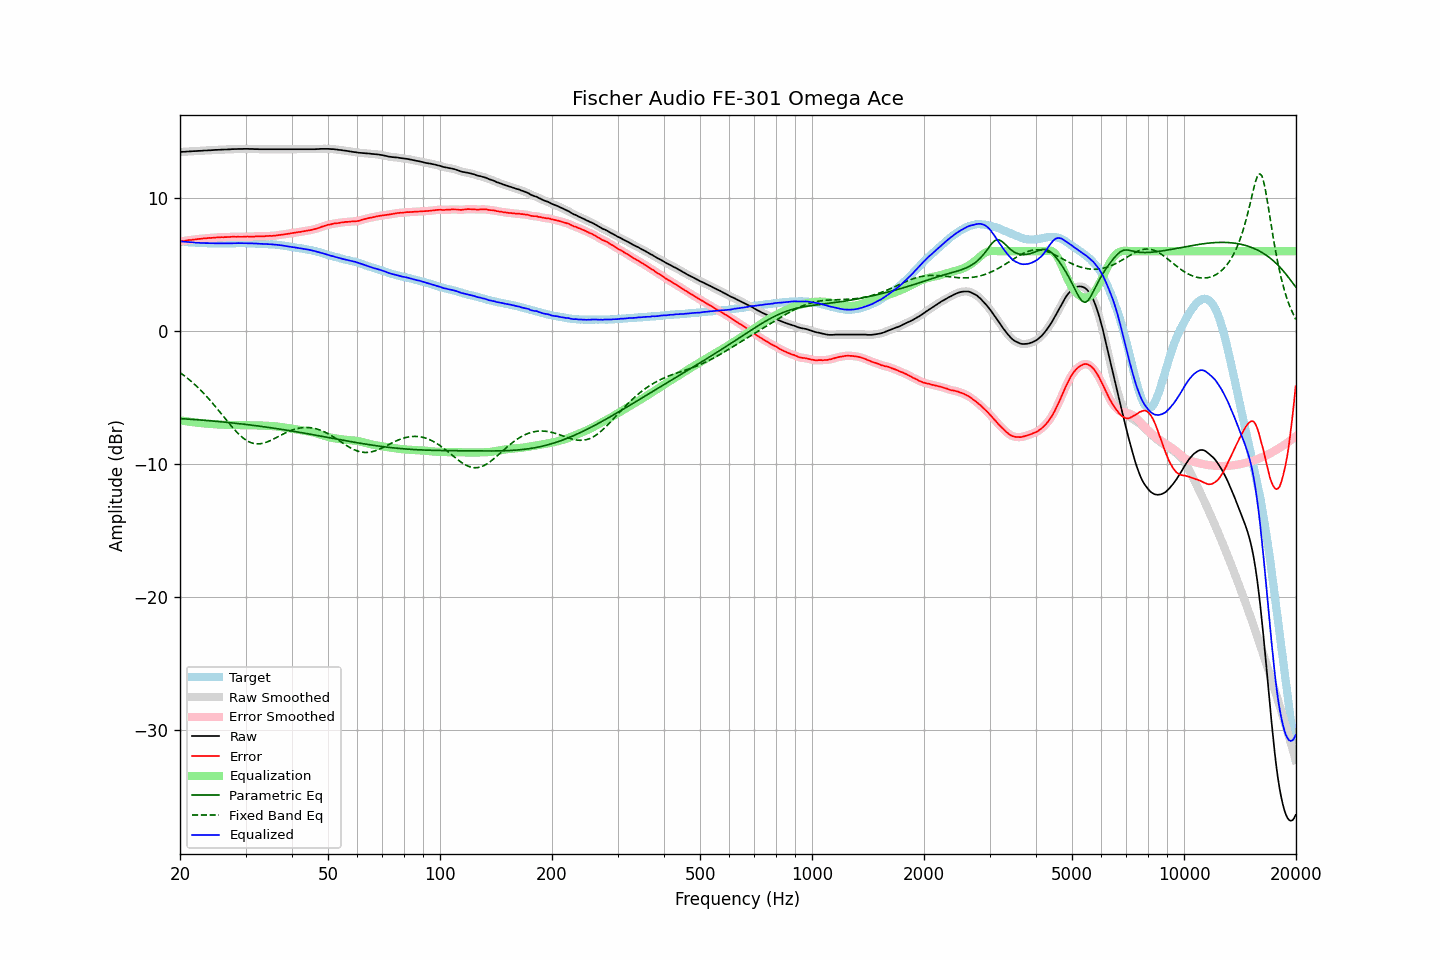 Fischer Audio FE-301 Omega Ace
Amplitude (dBr)
10
0
−10
−20
−30
Target
Raw Smoothed
Error Smoothed
Raw
Error
Equalization
Parametric Eq
Fixed Band Eq
Equalized
20 50 100 200 500 1000 2000 5000 10000 20000
Frequency (Hz)